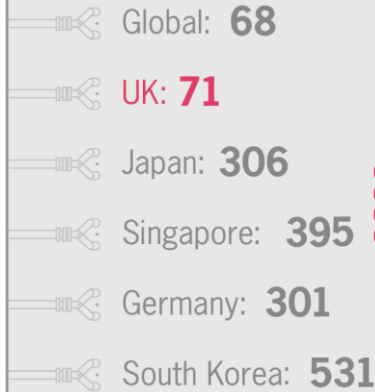 Global: 68
UK: 71
Japan: 306
Singapore: 395
Germany: 301
South Korea: 531